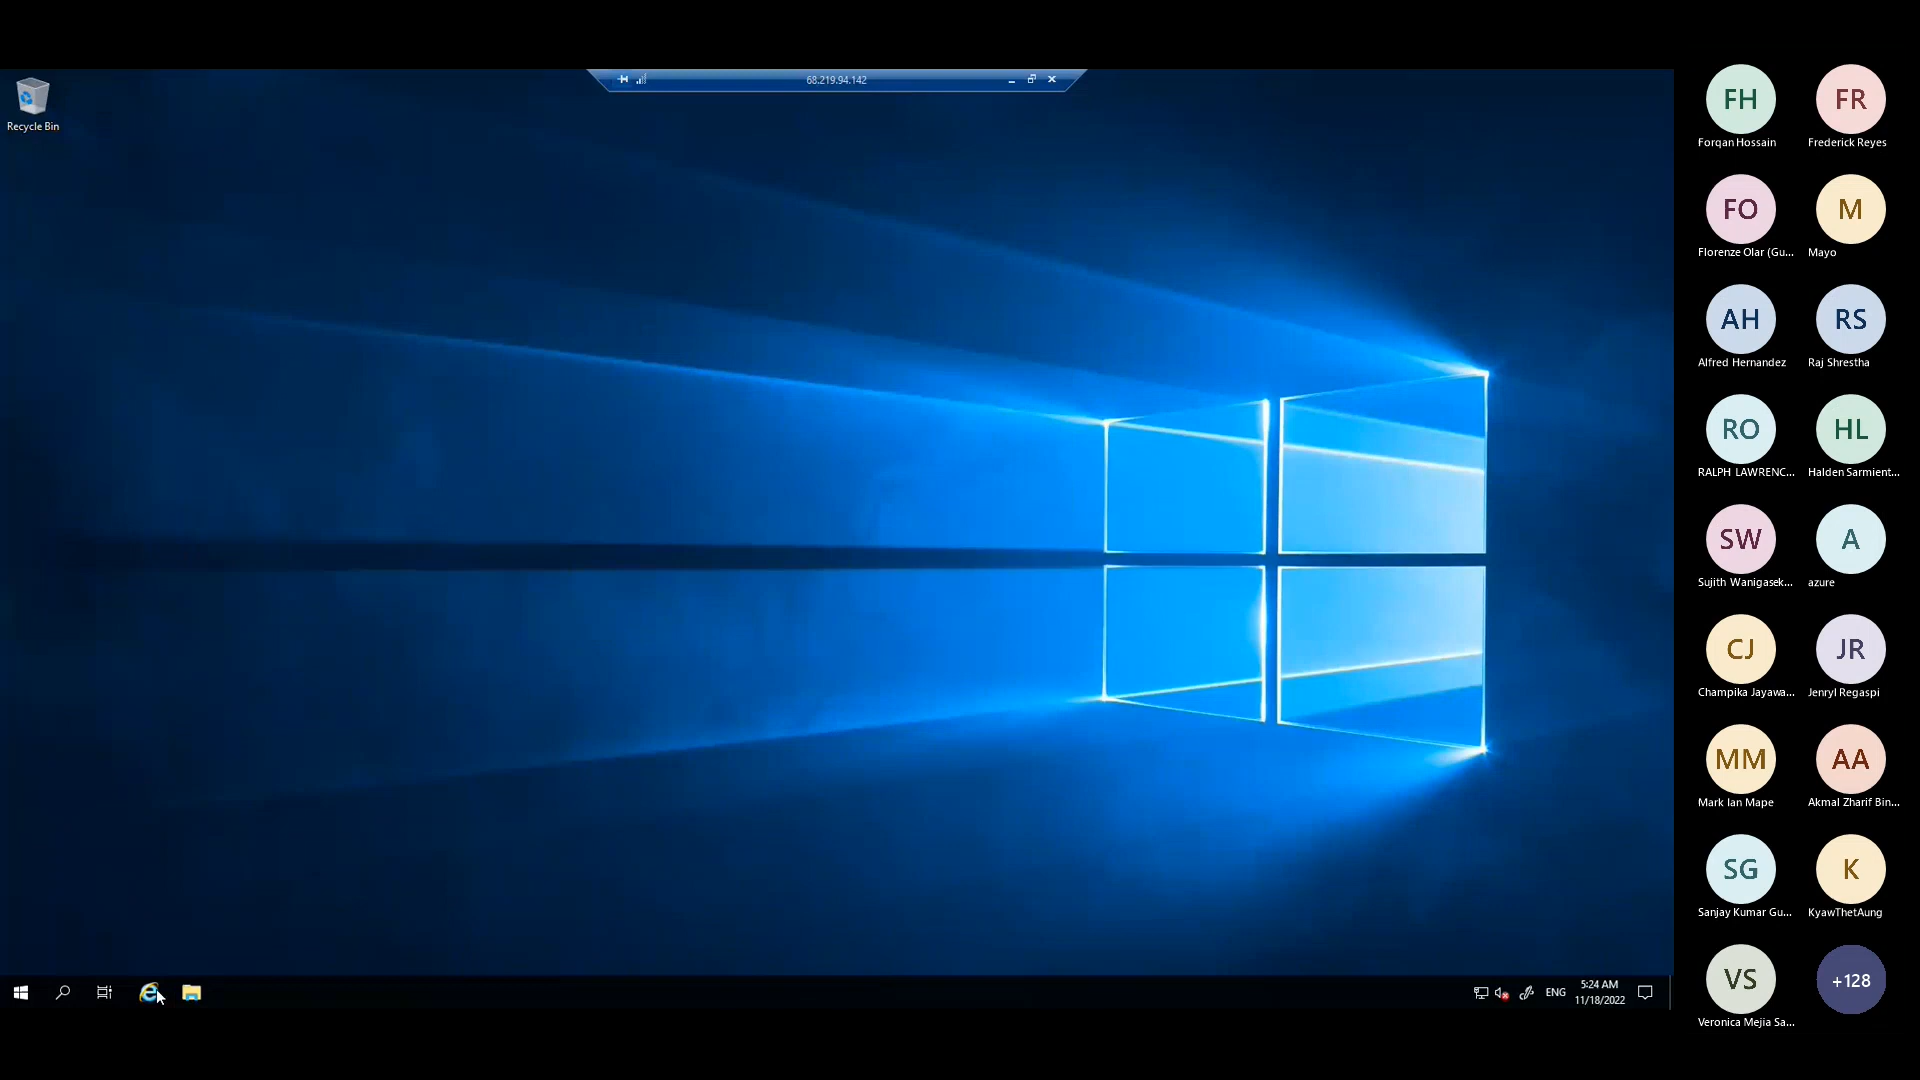 68.219.94.142
Recycle Bin
FH
FR
Forqan Hossain
Frederick Reyes
FO
M
Florenze Olar (Gu...
Mayo
AH
RS
Alfred Hernandez
Raj Shrestha
RO
HL
RALPH LAWRENC...
Halden Sarmient...
SW
A
Sujith Wanigasek...
azure
CJ
JR
Champika Jayawa...
Jenryl Regaspi
MM
AA
Mark Ian Mape
Akmal Zharif Bin...
SG
K
Sanjay Kumar Gu...
KyawThetAung
VS
+128
Veronica Mejia Sa...
ENG
5:24 AM
11/18/2022